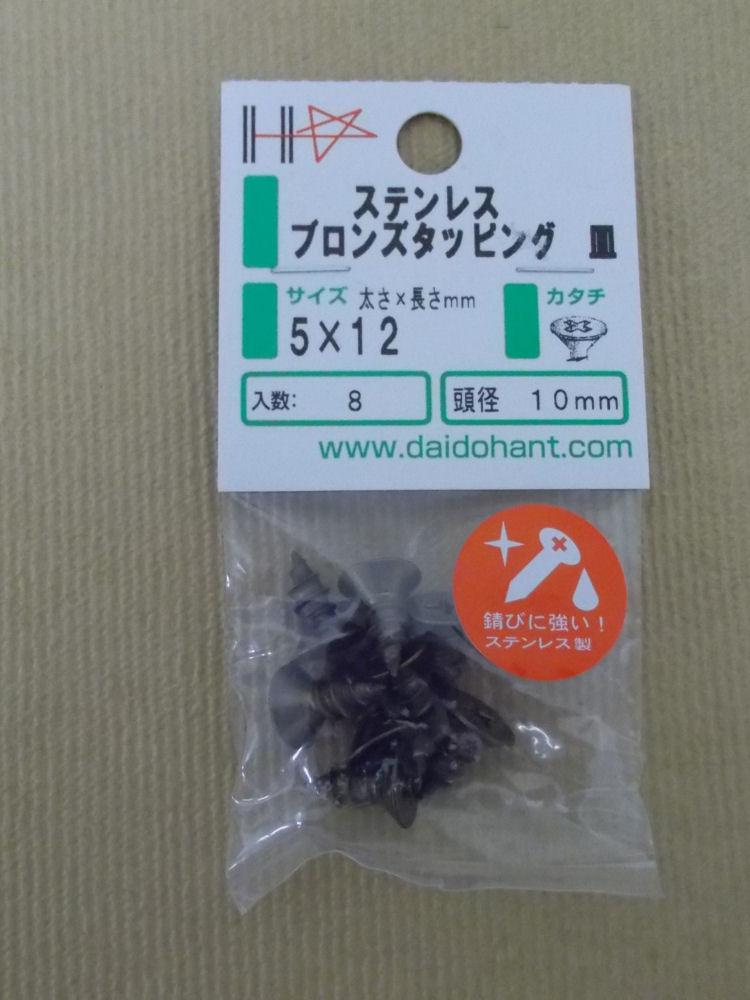 ステンレス
ブロンズタッピング 皿
サイズ 太さ×長さmm
5×12
カタチ
入数: 8
頭径 10mm
www.daidohant.com
錆びに強い!
ステンレス製